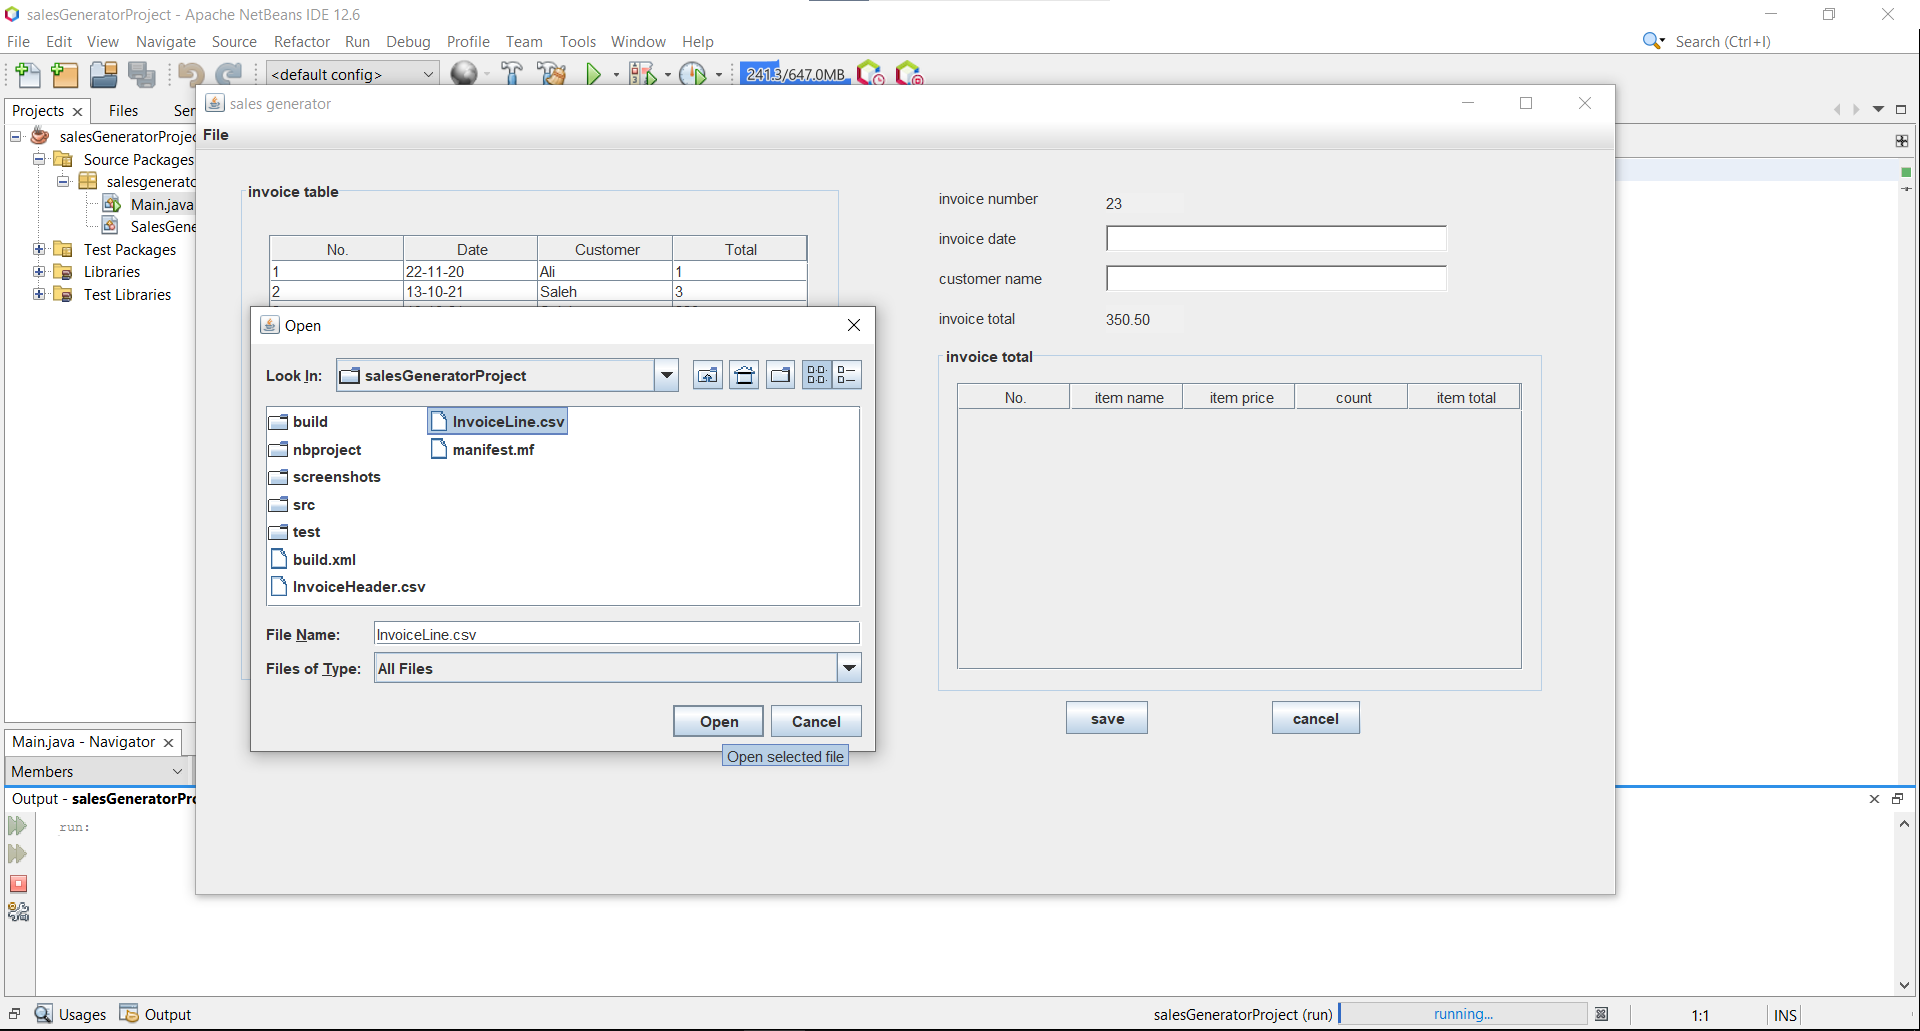 salesGeneratorProject - Apache NetBeans IDE 12.6
File Edit View Navigate Source Refactor Run Debug Profile Team Tools Window Help
Search (Ctrl+I)
<default config>
241.3/647.0MB
Projects
Files
Ser
salesGeneratorProjec
Source Packages
salesgenerato
Main.java
SalesGene
Test Packages
Libraries
Test Libraries
sales generator
File
invoice table
No. Date Customer Total
1 22-11-20 Ali 1
2 13-10-21 Saleh 3
invoice number 23
invoice date
customer name
invoice total 350.50
invoice total
No. item name item price count item total
save
cancel
Open
Look In: salesGeneratorProject
build
nbproject
screenshots
src
test
build.xml
InvoiceHeader.csv
InvoiceLine.csv
manifest.mf
File Name: InvoiceLine.csv
Files of Type: All Files
Open
Cancel
Open selected file
Main.java - Navigator
Members
Output - salesGeneratorPro
run:
Usages
Output
salesGeneratorProject (run)
running...
1:1
INS